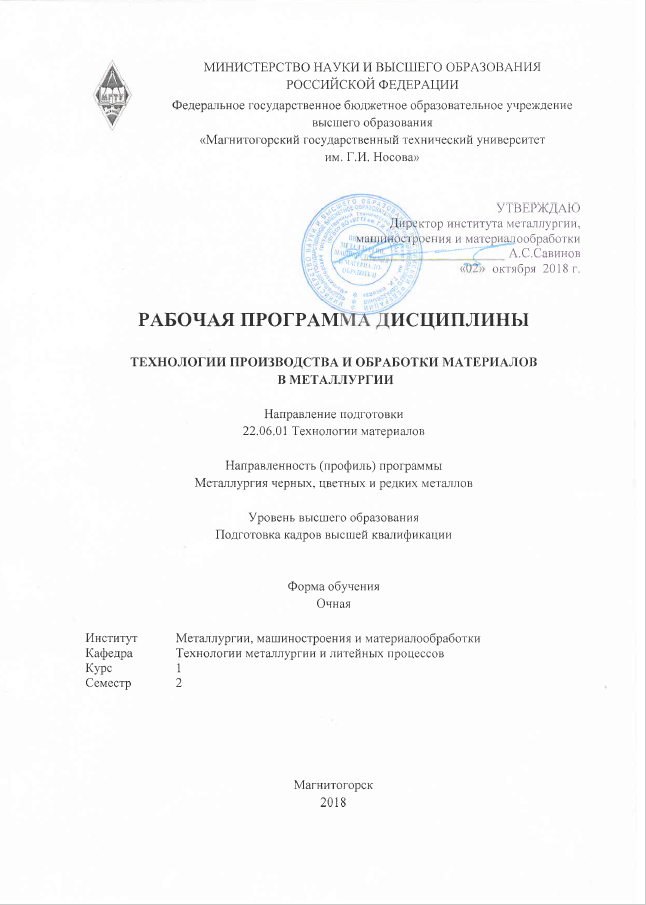 МИНИСТЕРСТВО НАУКИ И ВЫСШЕГО ОБРАЗОВАНИЯ
РОССИЙСКОЙ ФЕДЕРАЦИИ
Федеральное государственное бюджетное образовательное учреждение
высшего образования
«Магнитогорский государственный технический университет
им. Г.И. Носова»
УТВЕРЖДАЮ
Директор института металлургии,
машиностроения и материалообработки
А.С.Савинов
«02» октября 2018 г.
РАБОЧАЯ ПРОГРАММА ДИСЦИПЛИНЫ
ТЕХНОЛОГИИ ПРОИЗВОДСТВА И ОБРАБОТКИ МАТЕРИАЛОВ
В МЕТАЛЛУРГИИ
Направление подготовки
22.06.01 Технологии материалов
Направленность (профиль) программы
Металлургия черных, цветных и редких металлов
Уровень высшего образования
Подготовка кадров высшей квалификации
Форма обучения
Очная
Институт Металлургии, машиностроения и материалообработки
Кафедра Технологии металлургии и литейных процессов
Курс 1
Семестр 2
Магнитогорск
2018